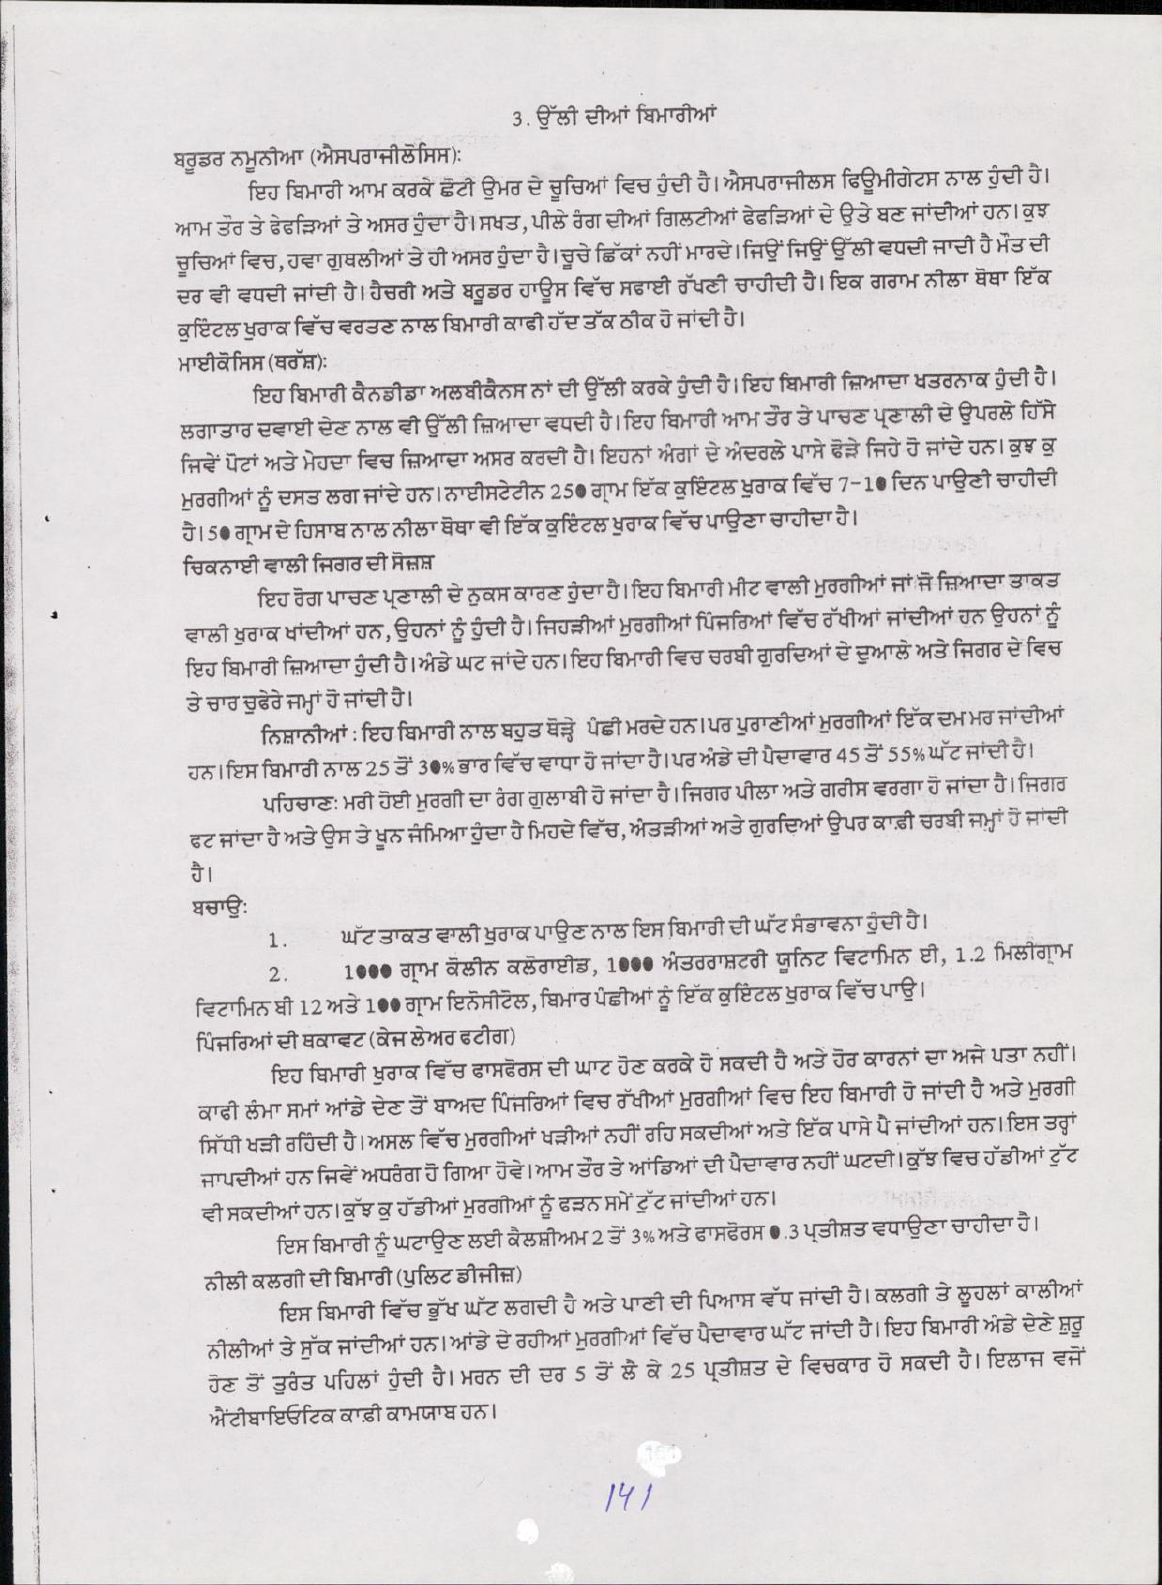 3. ਉੱਲੀ ਦੀਆਂ ਬਿਮਾਰੀਆਂ
ਬਰੂਡਰ ਨਮੂਨੀਆ (ਐਸਪਰਾਜੀਲੋਸਿਸ):
ਇਹ ਬਿਮਾਰੀ ਆਮ ਕਰਕੇ ਛੋਟੀ ਉਮਰ ਦੇ ਚੂਚਿਆਂ ਵਿਚ ਹੁੰਦੀ ਹੈ। ਐਸਪਰਾਜੀਲਸ ਫਿਊਮੀਗੇਟਸ ਨਾਲ ਹੁੰਦੀ ਹੈ।
ਆਮ ਤੌਰ ਤੇ ਫੇਫੜਿਆਂ ਤੇ ਅਸਰ ਹੁੰਦਾ ਹੈ। ਸਖਤ, ਪੀਲੇ ਰੰਗ ਦੀਆਂ ਗਿਲਟੀਆਂ ਫੇਫੜਿਆਂ ਦੇ ਉਤੇ ਬਣ ਜਾਂਦੀਆਂ ਹਨ। ਕੁਝ
ਚੂਚਿਆਂ ਵਿਚ, ਹਵਾ ਗੁਥਲੀਆਂ ਤੇ ਹੀ ਅਸਰ ਹੁੰਦਾ ਹੈ। ਚੂਚੇ ਛਿੱਕਾਂ ਨਹੀਂ ਮਾਰਦੇ। ਜਿਉਂ ਜਿਉਂ ਉੱਲੀ ਵਧਦੀ ਜਾਦੀ ਹੈ ਮੌਤ ਦੀ
ਦਰ ਵੀ ਵਧਦੀ ਜਾਂਦੀ ਹੈ। ਹੈਚਰੀ ਅਤੇ ਬਰੂਡਰ ਹਾਊਸ ਵਿੱਚ ਸਫਾਈ ਰੱਖਣੀ ਚਾਹੀਦੀ ਹੈ। ਇਕ ਗਰਾਮ ਨੀਲਾ ਥੋਥਾ ਇੱਕ
ਕੁਇੰਟਲ ਖੁਰਾਕ ਵਿੱਚ ਵਰਤਣ ਨਾਲ ਬਿਮਾਰੀ ਕਾਫੀ ਹੱਦ ਤੱਕ ਠੀਕ ਹੋ ਜਾਂਦੀ ਹੈ।
ਮਾਈਕੋਸਿਸ (ਥਰੱਸ਼):
ਇਹ ਬਿਮਾਰੀ ਕੈਨਡੀਡਾ ਅਲਬੀਕੈਨਸ ਨਾਂ ਦੀ ਉੱਲੀ ਕਰਕੇ ਹੁੰਦੀ ਹੈ। ਇਹ ਬਿਮਾਰੀ ਜ਼ਿਆਦਾ ਖਤਰਨਾਕ ਹੁੰਦੀ ਹੈ।
ਲਗਾਤਾਰ ਦਵਾਈ ਦੇਣ ਨਾਲ ਵੀ ਉੱਲੀ ਜ਼ਿਆਦਾ ਵਧਦੀ ਹੈ। ਇਹ ਬਿਮਾਰੀ ਆਮ ਤੌਰ ਤੇ ਪਾਚਣ ਪ੍ਰਣਾਲੀ ਦੇ ਉਪਰਲੇ ਹਿੱਸੇ
ਜਿਵੇਂ ਪੋਟਾਂ ਅਤੇ ਮੇਹਦਾ ਵਿਚ ਜ਼ਿਆਦਾ ਅਸਰ ਕਰਦੀ ਹੈ। ਇਹਨਾਂ ਅੰਗਾਂ ਦੇ ਅੰਦਰਲੇ ਪਾਸੇ ਫੋੜੇ ਜਿਹੇ ਹੋ ਜਾਂਦੇ ਹਨ। ਕੁਝ ਕੁ
ਮੁਰਗੀਆਂ ਨੂੰ ਦਸਤ ਲਗ ਜਾਂਦੇ ਹਨ। ਨਾਈਸਟੇਟੀਨ 250 ਗ੍ਰਾਮ ਇੱਕ ਕੁਇੰਟਲ ਖੁਰਾਕ ਵਿੱਚ 7-10 ਦਿਨ ਪਾਉਣੀ ਚਾਹੀਦੀ
ਹੈ। 50 ਗ੍ਰਾਮ ਦੇ ਹਿਸਾਬ ਨਾਲ ਨੀਲਾ ਥੋਥਾ ਵੀ ਇੱਕ ਕੁਇੰਟਲ ਖੁਰਾਕ ਵਿੱਚ ਪਾਉਣਾ ਚਾਹੀਦਾ ਹੈ।
ਚਿਕਨਾਈ ਵਾਲੀ ਜਿਗਰ ਦੀ ਸੋਜ਼ਸ਼
ਇਹ ਰੋਗ ਪਾਚਣ ਪ੍ਰਣਾਲੀ ਦੇ ਨੁਕਸ ਕਾਰਣ ਹੁੰਦਾ ਹੈ। ਇਹ ਬਿਮਾਰੀ ਮੀਟ ਵਾਲੀ ਮੁਰਗੀਆਂ ਜਾਂ ਜੋ ਜ਼ਿਆਦਾ ਤਾਕਤ
ਵਾਲੀ ਖੁਰਾਕ ਖਾਂਦੀਆਂ ਹਨ, ਉਹਨਾਂ ਨੂੰ ਹੁੰਦੀ ਹੈ। ਜਿਹੜੀਆਂ ਮੁਰਗੀਆਂ ਪਿੰਜਰਿਆਂ ਵਿੱਚ ਰੱਖੀਆਂ ਜਾਂਦੀਆਂ ਹਨ ਉਹਨਾਂ ਨੂੰ
ਇਹ ਬਿਮਾਰੀ ਜ਼ਿਆਦਾ ਹੁੰਦੀ ਹੈ। ਅੰਡੇ ਘਟ ਜਾਂਦੇ ਹਨ। ਇਹ ਬਿਮਾਰੀ ਵਿਚ ਚਰਬੀ ਗੁਰਦਿਆਂ ਦੇ ਦੁਆਲੇ ਅਤੇ ਜਿਗਰ ਦੇ ਵਿਚ
ਤੇ ਚਾਰ ਚੁਫੇਰੇ ਜਮ੍ਹਾਂ ਹੋ ਜਾਂਦੀ ਹੈ।
ਨਿਸ਼ਾਨੀਆਂ : ਇਹ ਬਿਮਾਰੀ ਨਾਲ ਬਹੁਤ ਥੋੜ੍ਹੇ ਪੰਛੀ ਮਰਦੇ ਹਨ। ਪਰ ਪੁਰਾਣੀਆਂ ਮੁਰਗੀਆਂ ਇੱਕ ਦਮ ਮਰ ਜਾਂਦੀਆਂ
ਹਨ। ਇਸ ਬਿਮਾਰੀ ਨਾਲ 25 ਤੋਂ 30% ਭਾਰ ਵਿੱਚ ਵਾਧਾ ਹੋ ਜਾਂਦਾ ਹੈ। ਪਰ ਅੰਡੇ ਦੀ ਪੈਦਾਵਾਰ 45 ਤੋਂ 55% ਘੱਟ ਜਾਂਦੀ ਹੈ।
ਪਹਿਚਾਣ: ਮਰੀ ਹੋਈ ਮੁਰਗੀ ਦਾ ਰੰਗ ਗੁਲਾਬੀ ਹੋ ਜਾਂਦਾ ਹੈ। ਜਿਗਰ ਪੀਲਾ ਅਤੇ ਗਰੀਸ ਵਰਗਾ ਹੋ ਜਾਂਦਾ ਹੈ। ਜਿਗਰ
ਫਟ ਜਾਂਦਾ ਹੈ ਅਤੇ ਉਸ ਤੇ ਖੂਨ ਜੰਮਿਆ ਹੁੰਦਾ ਹੈ ਮਿਹਦੇ ਵਿੱਚ, ਅੰਤੜੀਆਂ ਅਤੇ ਗੁਰਦਿਆਂ ਉਪਰ ਕਾਫ਼ੀ ਚਰਬੀ ਜਮ੍ਹਾਂ ਹੋ ਜਾਂਦੀ
ਹੈ।
ਬਚਾਉ:
1. ਘੱਟ ਤਾਕਤ ਵਾਲੀ ਖੁਰਾਕ ਪਾਉਣ ਨਾਲ ਇਸ ਬਿਮਾਰੀ ਦੀ ਘੱਟ ਸੰਭਾਵਨਾ ਹੁੰਦੀ ਹੈ।
2. 1000 ਗ੍ਰਾਮ ਕੋਲੀਨ ਕਲੋਰਾਈਡ, 1000 ਅੰਤਰਰਾਸ਼ਟਰੀ ਯੂਨਿਟ ਵਿਟਾਮਿਨ ਈ, 1.2 ਮਿਲੀਗ੍ਰਾਮ
ਵਿਟਾਮਿਨ ਬੀ 12 ਅਤੇ 100 ਗ੍ਰਾਮ ਇਨੋਸੀਟੋਲ, ਬਿਮਾਰ ਪੰਛੀਆਂ ਨੂੰ ਇੱਕ ਕੁਇੰਟਲ ਖੁਰਾਕ ਵਿੱਚ ਪਾਉ।
ਪਿੰਜਰਿਆਂ ਦੀ ਥਕਾਵਟ (ਕੇਜ ਲੇਅਰ ਫਟੀਗ)
ਇਹ ਬਿਮਾਰੀ ਖੁਰਾਕ ਵਿੱਚ ਫਾਸਫੋਰਸ ਦੀ ਘਾਟ ਹੋਣ ਕਰਕੇ ਹੋ ਸਕਦੀ ਹੈ ਅਤੇ ਹੋਰ ਕਾਰਨਾਂ ਦਾ ਅਜੇ ਪਤਾ ਨਹੀਂ।
ਕਾਫੀ ਲੰਮਾ ਸਮਾਂ ਆਂਡੇ ਦੇਣ ਤੋਂ ਬਾਅਦ ਪਿੰਜਰਿਆਂ ਵਿਚ ਰੱਖੀਆਂ ਮੁਰਗੀਆਂ ਵਿਚ ਇਹ ਬਿਮਾਰੀ ਹੋ ਜਾਂਦੀ ਹੈ ਅਤੇ ਮੁਰਗੀ
ਸਿੱਧੀ ਖੜੀ ਰਹਿੰਦੀ ਹੈ। ਅਸਲ ਵਿੱਚ ਮੁਰਗੀਆਂ ਖੜੀਆਂ ਨਹੀਂ ਰਹਿ ਸਕਦੀਆਂ ਅਤੇ ਇੱਕ ਪਾਸੇ ਪੈ ਜਾਂਦੀਆਂ ਹਨ। ਇਸ ਤਰ੍ਹਾਂ
ਜਾਪਦੀਆਂ ਹਨ ਜਿਵੇਂ ਅਧਰੰਗ ਹੋ ਗਿਆ ਹੋਵੇ। ਆਮ ਤੌਰ ਤੇ ਆਂਡਿਆਂ ਦੀ ਪੈਦਾਵਾਰ ਨਹੀਂ ਘਟਦੀ। ਕੁੱਝ ਵਿਚ ਹੱਡੀਆਂ ਟੁੱਟ
ਵੀ ਸਕਦੀਆਂ ਹਨ। ਕੁੱਝ ਕੁ ਹੱਡੀਆਂ ਮੁਰਗੀਆਂ ਨੂੰ ਫੜਨ ਸਮੇਂ ਟੁੱਟ ਜਾਂਦੀਆਂ ਹਨ।
ਇਸ ਬਿਮਾਰੀ ਨੂੰ ਘਟਾਉਣ ਲਈ ਕੈਲਸ਼ੀਅਮ 2 ਤੋਂ 3% ਅਤੇ ਫਾਸਫੋਰਸ 0.3 ਪ੍ਰਤੀਸ਼ਤ ਵਧਾਉਣਾ ਚਾਹੀਦਾ ਹੈ।
ਨੀਲੀ ਕਲਗੀ ਦੀ ਬਿਮਾਰੀ (ਪੁਲਿਟ ਡੀਜੀਜ਼)
ਇਸ ਬਿਮਾਰੀ ਵਿੱਚ ਭੁੱਖ ਘੱਟ ਲਗਦੀ ਹੈ ਅਤੇ ਪਾਣੀ ਦੀ ਪਿਆਸ ਵੱਧ ਜਾਂਦੀ ਹੈ। ਕਲਗੀ ਤੇ ਲੂਹਲਾਂ ਕਾਲੀਆਂ
ਨੀਲੀਆਂ ਤੇ ਸੁੱਕ ਜਾਂਦੀਆਂ ਹਨ। ਆਂਡੇ ਦੇ ਰਹੀਆਂ ਮੁਰਗੀਆਂ ਵਿੱਚ ਪੈਦਾਵਾਰ ਘੱਟ ਜਾਂਦੀ ਹੈ। ਇਹ ਬਿਮਾਰੀ ਅੰਡੇ ਦੇਣੇ ਸ਼ੁਰੂ
ਹੋਣ ਤੋਂ ਤੁਰੰਤ ਪਹਿਲਾਂ ਹੁੰਦੀ ਹੈ। ਮਰਨ ਦੀ ਦਰ 5 ਤੋਂ ਲੈ ਕੇ 25 ਪ੍ਰਤੀਸ਼ਤ ਦੇ ਵਿਚਕਾਰ ਹੋ ਸਕਦੀ ਹੈ। ਇਲਾਜ ਵਜੋਂ
ਐਂਟੀਬਾਇਓਟਿਕ ਕਾਫ਼ੀ ਕਾਮਯਾਬ ਹਨ।
141